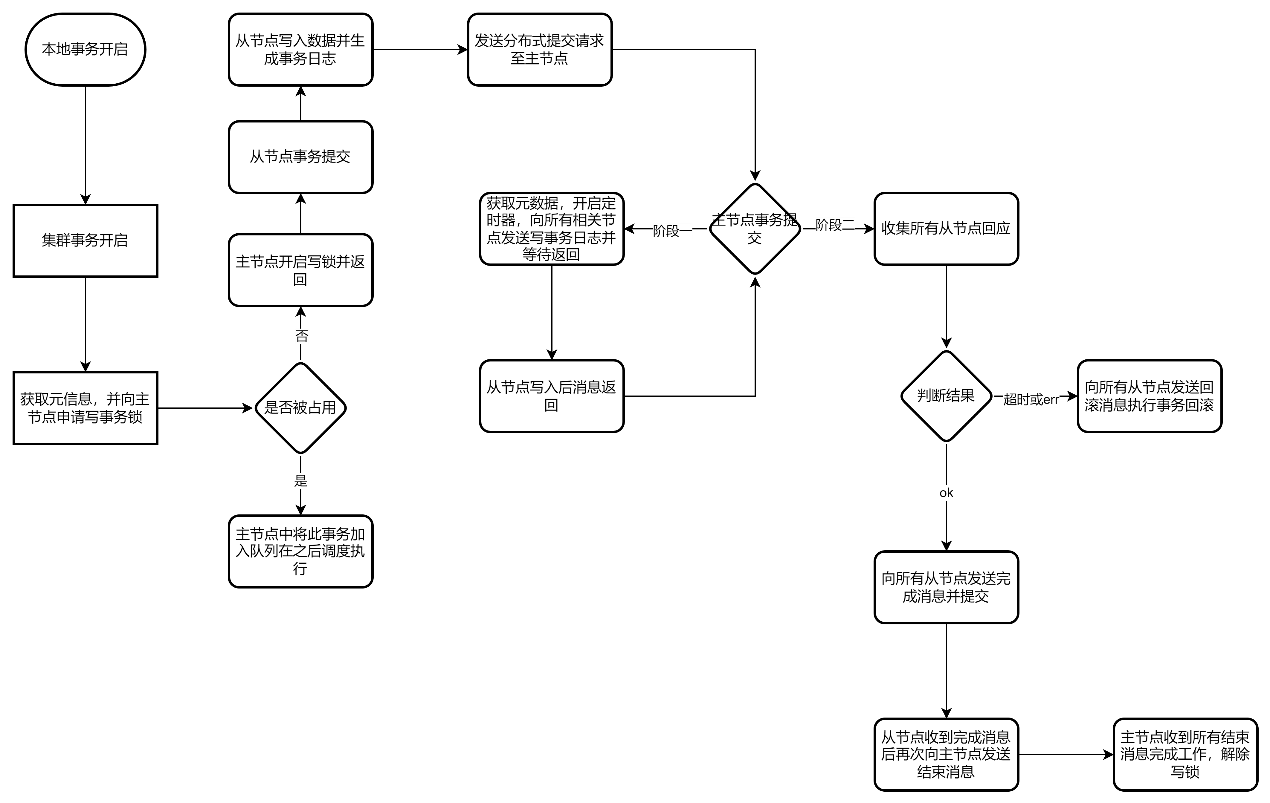 本地事务开启
集群事务开启
获取元信息，并向主
节点申请写事务锁
是否被占用
是
主节点中将此事务加
入队列在之后调度执
行
否
主节点开启写锁并返
回
从节点事务提交
从节点写入数据并生
成事务日志
发送分布式提交请求
至主节点
主节点事务提
交
阶段一
获取元数据，开启定
时器，向所有相关节
点发送写事务日志并
等待返回
从节点写入后消息返
回
阶段二
收集所有从节点回应
判断结果
超时或err
向所有从节点发送回
滚消息执行事务回滚
ok
向所有从节点发送完
成消息并提交
从节点收到完成消息
后再次向主节点发送
结束消息
主节点收到所有结束
消息完成工作，解除
写锁